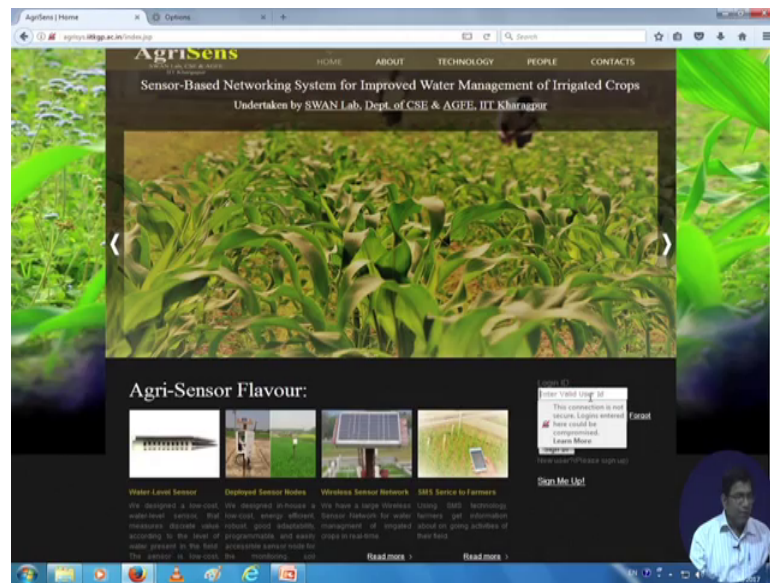 AgriSens | Home
Options
agrisys.iitkgp.ac.in/index.jsp
Search
AgriSens
SWAN Lab, CSE & AGFE
IIT Kharagpur
HOME ABOUT TECHNOLOGY PEOPLE CONTACTS
Sensor-Based Networking System for Improved Water Management of Irrigated Crops
Undertaken by SWAN Lab, Dept. of CSE & AGFE, IIT Kharagpur
Agri-Sensor Flavour:
Login ID
Enter Valid User Id
This connection is not
secure. Logins entered
here could be
compromised.
Learn More
Forgot
Sign In
New user?(Please sign up)
Sign Me Up!
Water-Level Sensor
We designed a low-cost,
water-level sensor that
measures discrete value
according to the level of
water present in the field.
The sensor is low-cost,
Deployed Sensor Nodes
We designed in-house a
low-cost, energy efficient,
robust, good adaptability,
programmable, and easily
accessible sensor node for
the monitoring, soil
Wireless Sensor Network
We have a large Wireless
Sensor Network for water
managment of irrigated
crops in real-time.
Read more >
SMS Serice to Farmers
Using SMS technology,
farmers get information
about on going activities of
their field.
Read more >
EN
2017